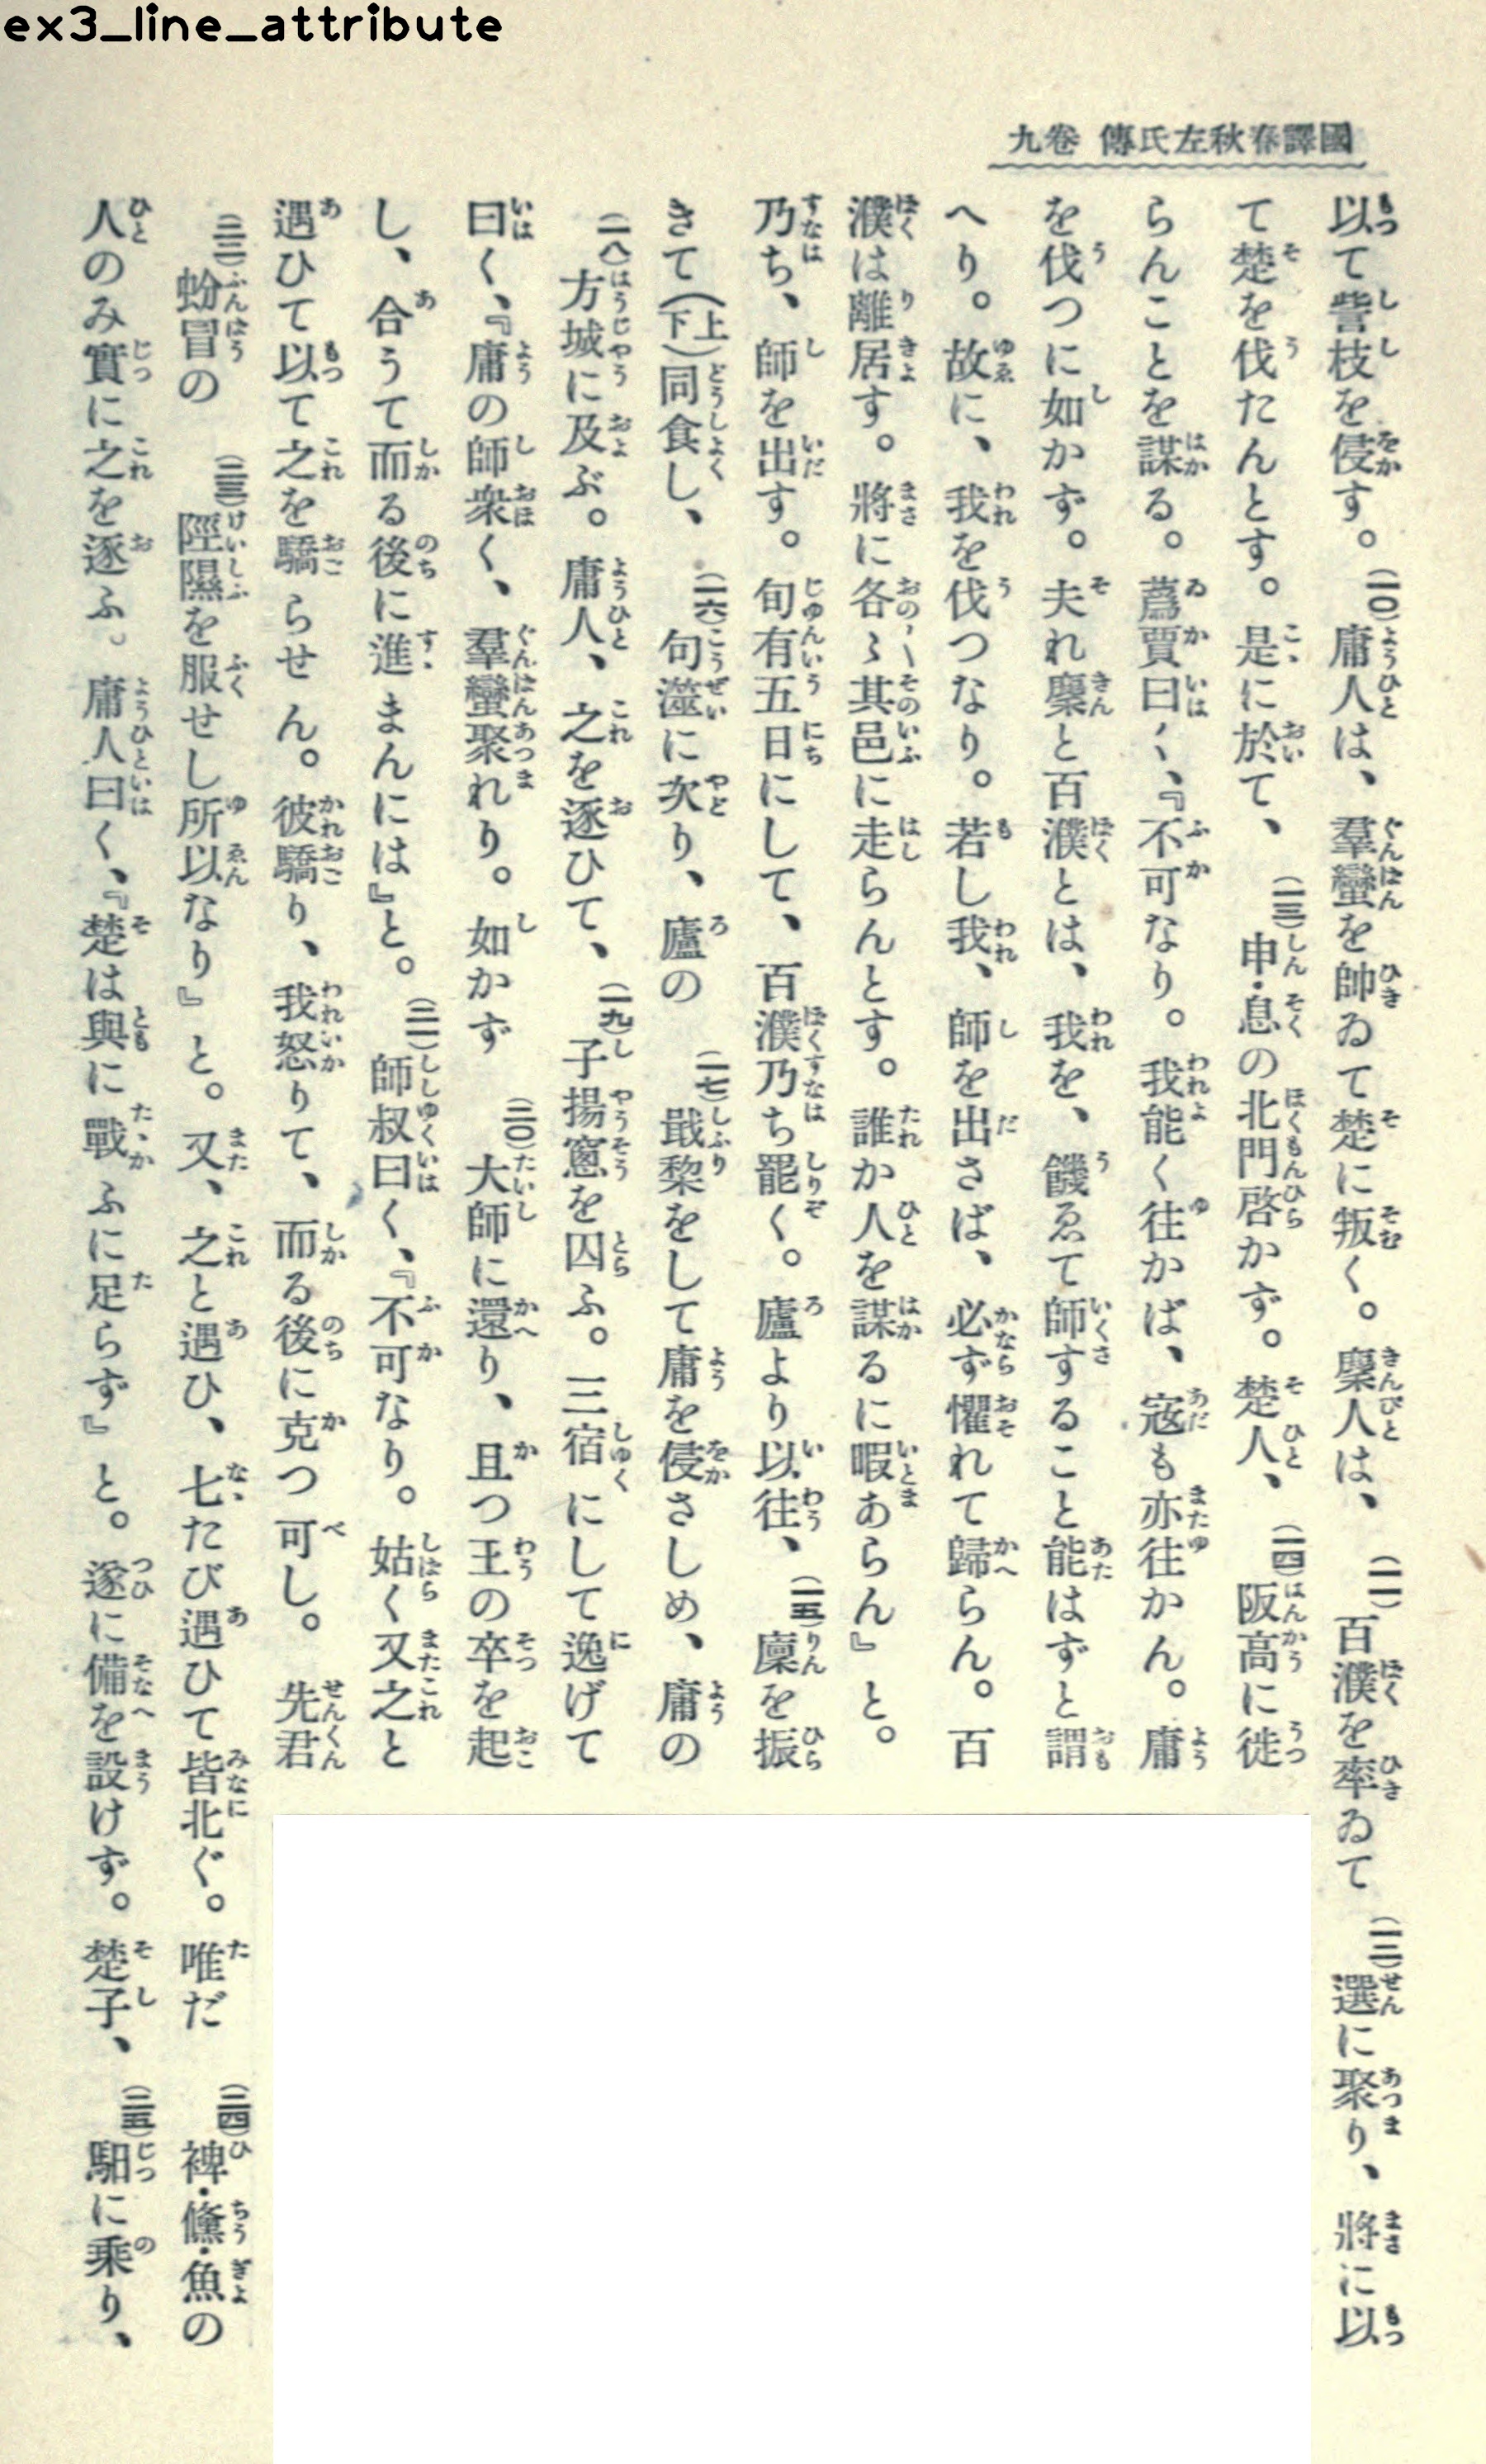 ex3_line_attribute
國譯春秋左氏傳 卷九
以て訾枝を侵す。(一〇)庸人は、羣蠻を帥ゐて楚に叛く。麇人は、(一一)百濮を率ゐて(一二)選に聚り、將に以
て楚を伐たんとす。是に於て、(一三)申・息の北門啓かず。楚人、(一四)阪高に徙
らんことを謀る。蔿賈曰く、『不可なり。我能く往かば、寇も亦往かん。庸
を伐つに如かず。夫れ麇と百濮とは、我を、饑ゑて師すること能はずと謂
へり。故に、我を伐つなり。若し我、師を出さば、必ず懼れて歸らん。百
濮は離居す。將に各〻其邑に走らんとす。誰か人を謀るに暇あらん』と。
乃ち、師を出す。旬有五日にして、百濮乃ち罷く。廬より以往、(一五)廩を振
きて(上下)同食し、(一六)句澨に次り、廬の(一七)戢棃をして庸を侵さしめ、庸の
(一八)方城に及ぶ。庸人、之を逐ひて、(一九)子揚窻を囚ふ。三宿にして逸げて
曰く、『庸の師衆く、羣蠻聚れり。如かず(二〇)大師に還り、且つ王の卒を起
し、合うて而る後に進まんには』と。(二一)師叔曰く、『不可なり。姑く又之と
遇ひて以て之を驕らせん。彼驕り、我怒りて、而る後に克つ可し。先君
(二二)蚡冒の(二三)陘隰を服せし所以なり』と。又、之と遇ひ、七たび遇ひて皆北ぐ。唯だ(二四)裨・鯈・魚の
人のみ實に之を逐ふ。庸人曰く、『楚は與に戰ふに足らず』と。遂に備を設けず。楚子、(二五)馹に乘り、